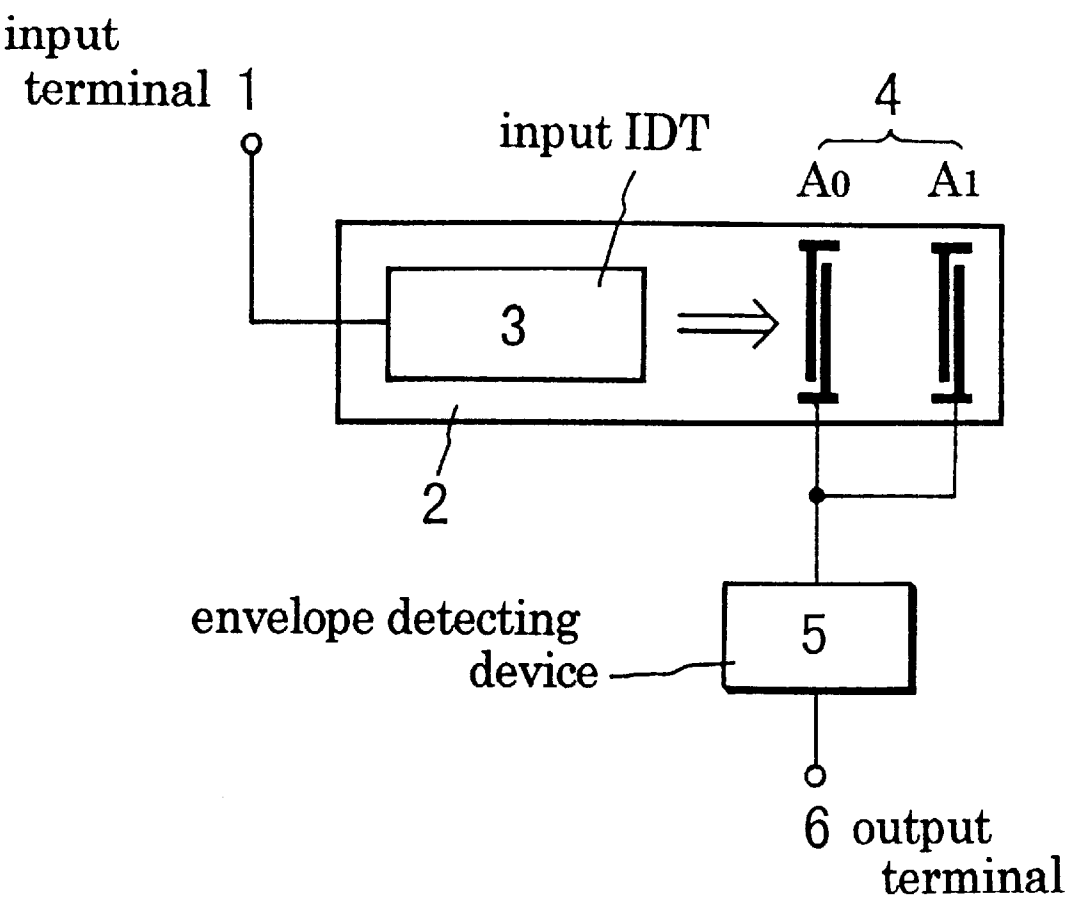 input
terminal 1
4
input IDT
A0 A1
3
2
envelope detecting
device
5
6 output
terminal